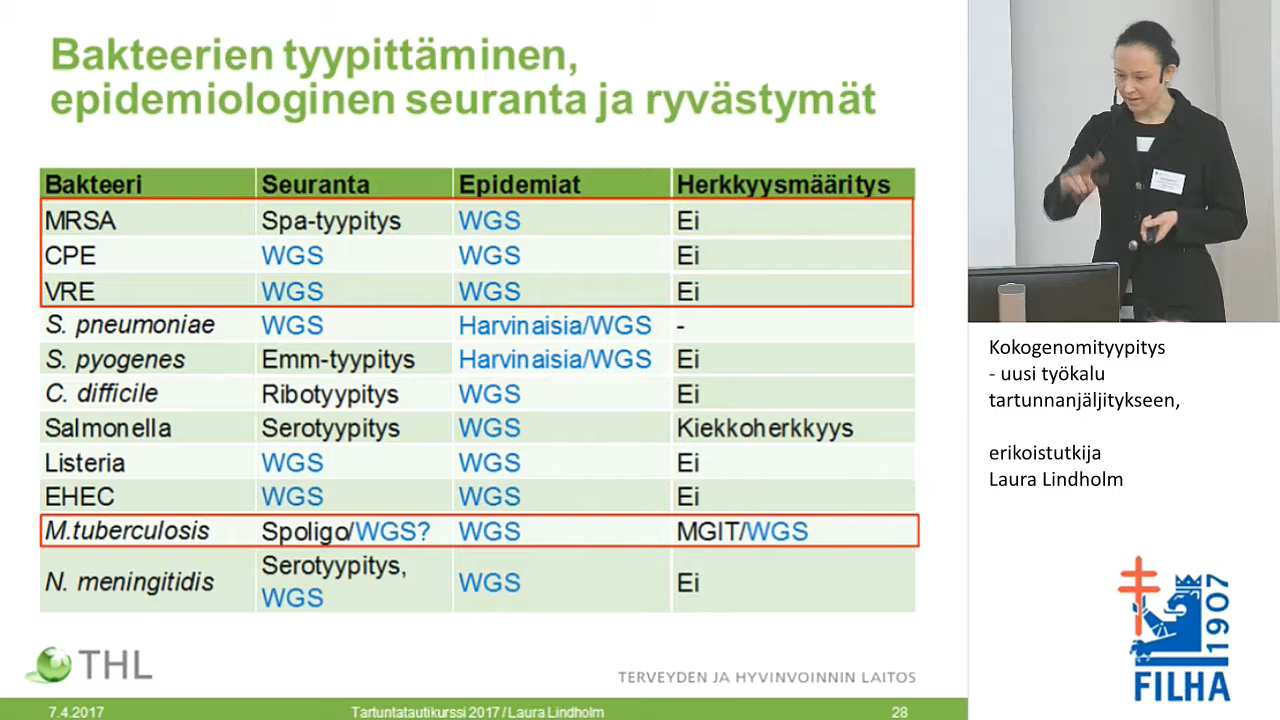 Bakteerien tyypittäminen,
epidemiologinen seuranta ja ryvästymät
Bakteeri Seuranta Epidemiat Herkkyysmääritys
MRSA Spa-tyypitys WGS Ei
CPE WGS WGS Ei
VRE WGS WGS Ei
S. pneumoniae WGS Harvinaisia/WGS -
S. pyogenes Emm-tyypitys Harvinaisia/WGS Ei
C. difficile Ribotyypitys WGS Ei
Salmonella Serotyypitys WGS Kiekkoherkkyys
Listeria WGS WGS Ei
EHEC WGS WGS Ei
M.tuberculosis Spoligo/WGS? WGS MGIT/WGS
N. meningitidis Serotyypitys, WGS Ei
WGS
THL
TERVEYDEN JA HYVINVOINNIN LAITOS
7.4.2017 Tartuntatautikurssi 2017 / Laura Lindholm 28
Kokogenomityypitys
- uusi työkalu
tartunnanjäljitykseen,
erikoistutkija
Laura Lindholm
1907
FILHA